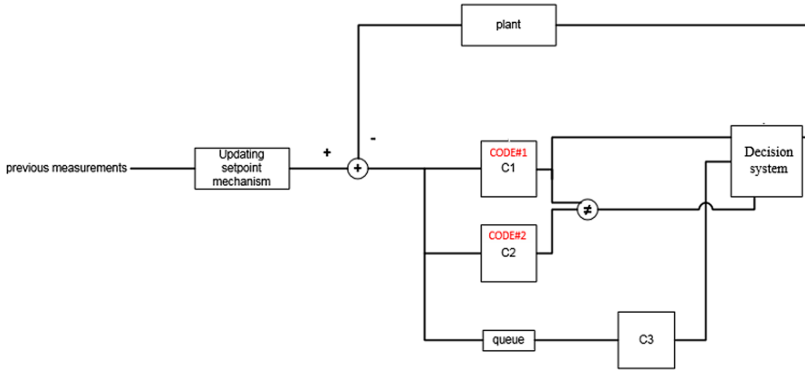 plant
-
+
previous measurements
Updating
setpoint
mechanism
+
CODE#1
C1
Decision
system
≠
CODE#2
C2
queue
C3